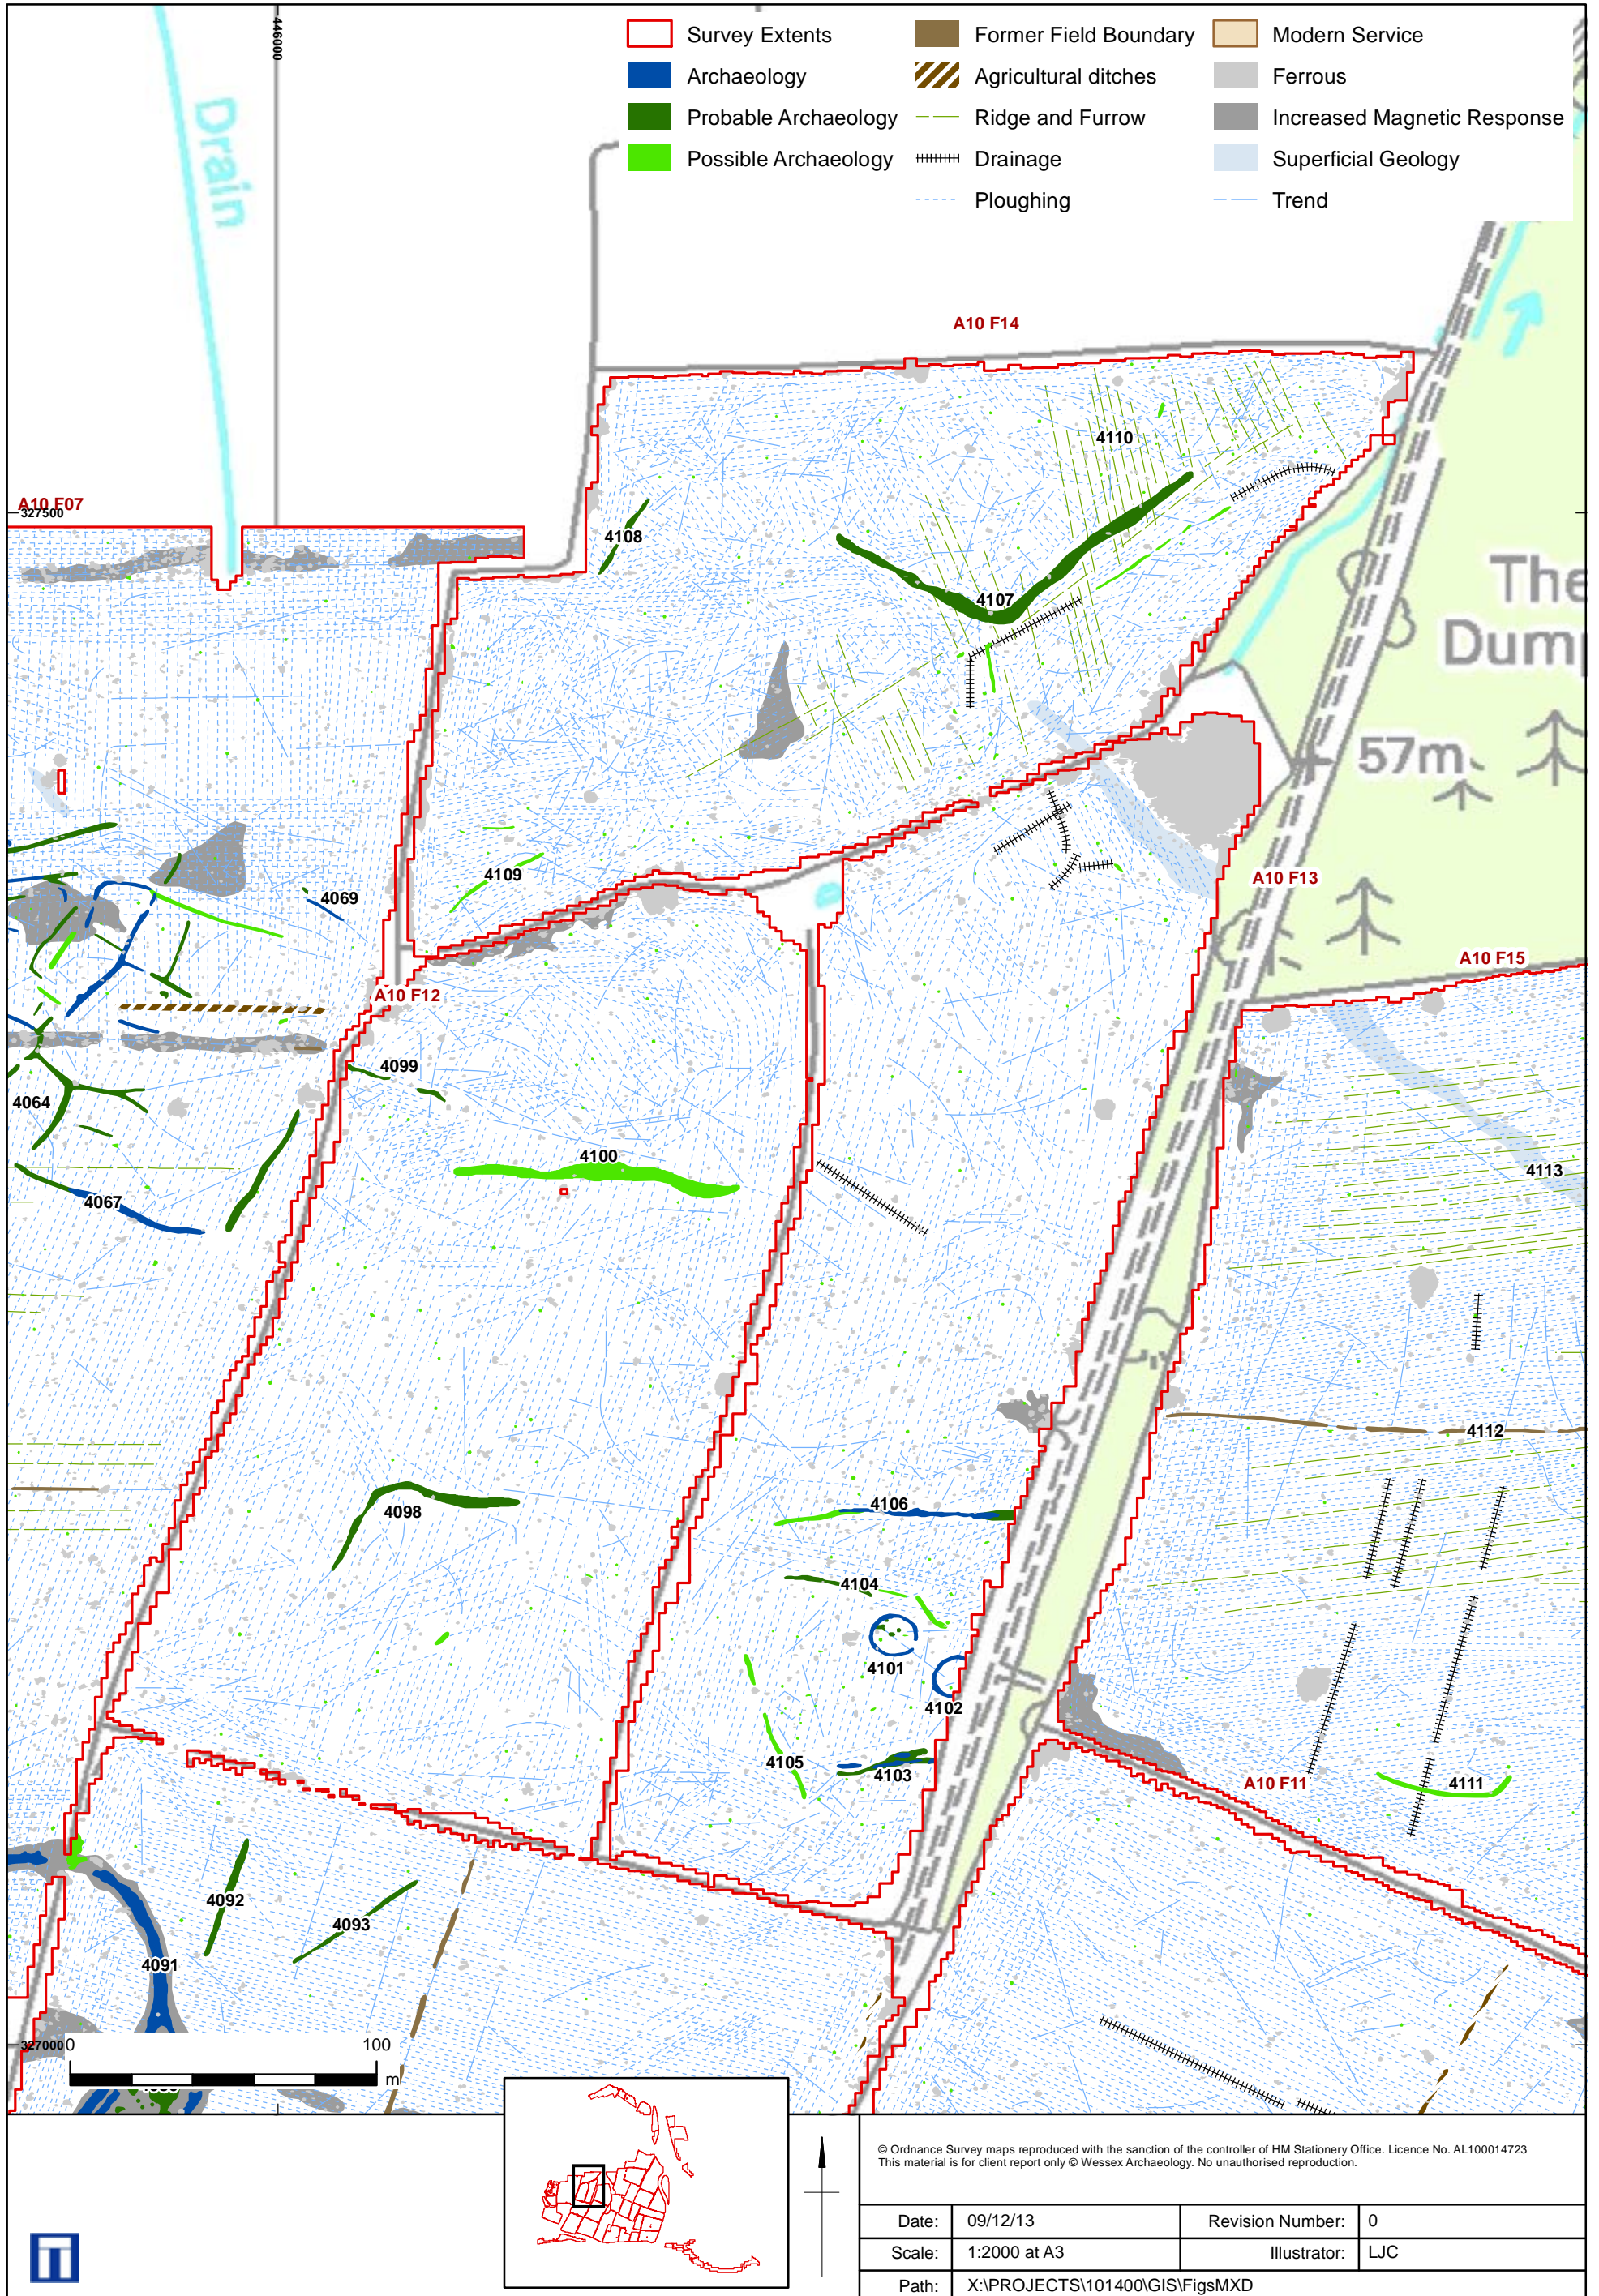 446000
Survey Extents
Archaeology
Probable Archaeology
Possible Archaeology
Former Field Boundary
Agricultural ditches
Ridge and Furrow
Drainage
Ploughing
Modern Service
Ferrous
Increased Magnetic Response
Superficial Geology
Trend
Drain
A10 F14
4110
A10 F07
327500
4108
4107
The
Dum
57m
4109
4069
A10 F13
A10 F15
A10 F12
4099
4064
4100
4113
4067
4112
4098
4106
4104
4101
4102
4105
4103
A10 F11
4111
4092
4093
4091
327000
0
100
m
© Ordnance Survey maps reproduced with the sanction of the controller of HM Stationery Office. Licence No. AL100014723
This material is for client report only © Wessex Archaeology. No unauthorised reproduction.
Date: 09/12/13 Revision Number: 0
Scale: 1:2000 at A3 Illustrator: LJC
Path: X:\PROJECTS\101400\GIS\FigsMXD